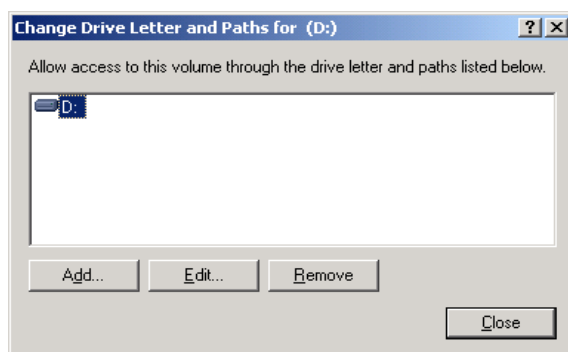 Change Drive Letter and Paths for (D:)
Allow access to this volume through the drive letter and paths listed below.
D:
Add... Edit... Remove
Close